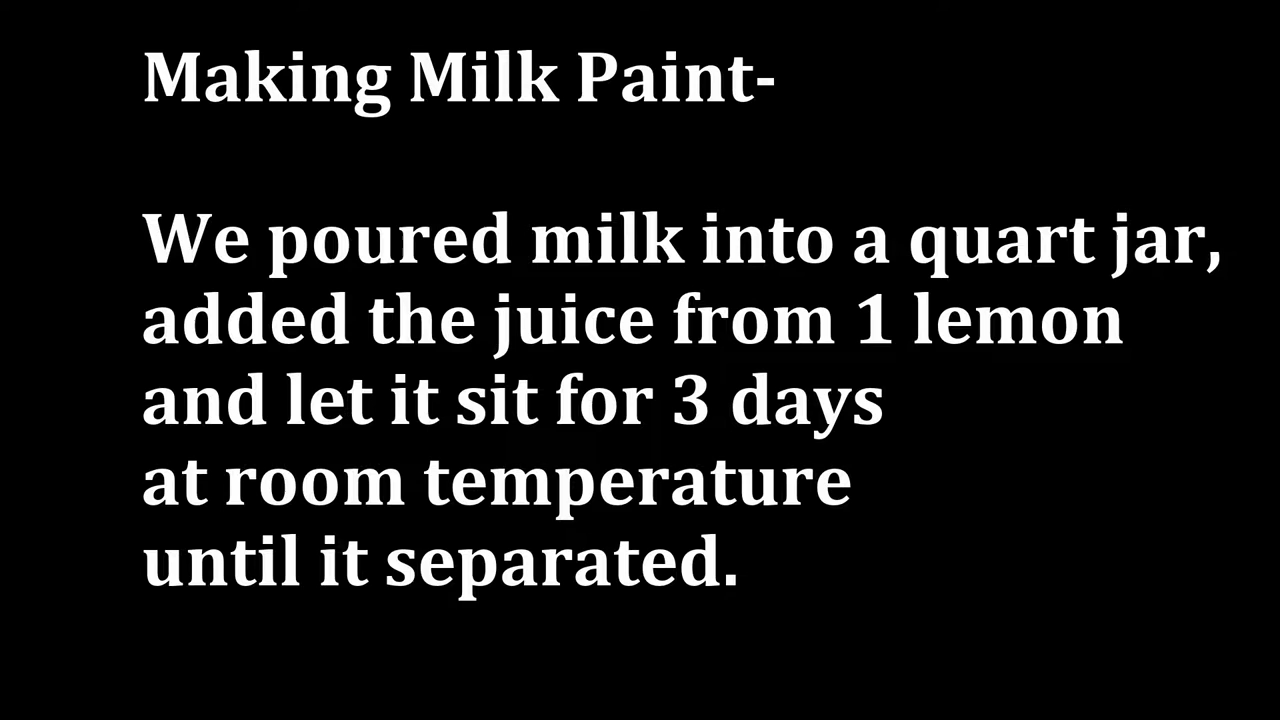 Making Milk Paint-
We poured milk into a quart jar,
added the juice from 1 lemon
and let it sit for 3 days
at room temperature
until it separated.